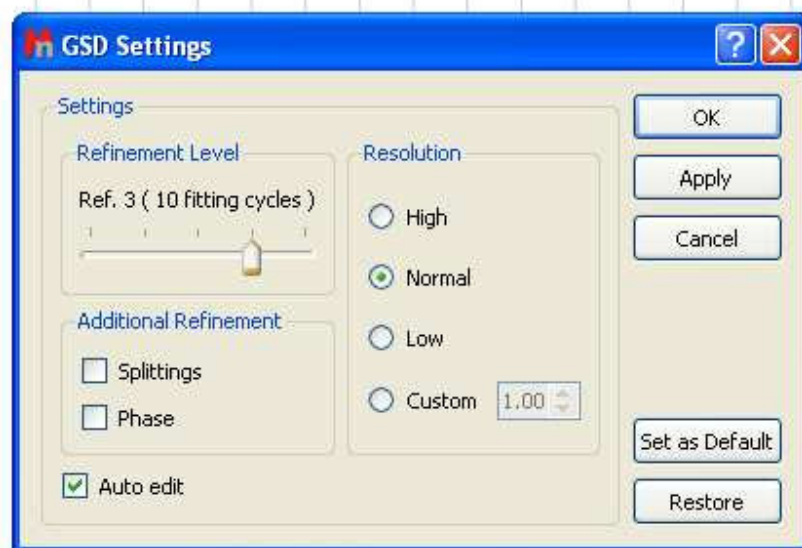 GSD Settings
Settings
Refinement Level
Ref. 3 ( 10 fitting cycles )
Additional Refinement
Splittings
Phase
Auto edit
Resolution
High
Normal
Low
Custom 1.00
OK
Apply
Cancel
Set as Default
Restore